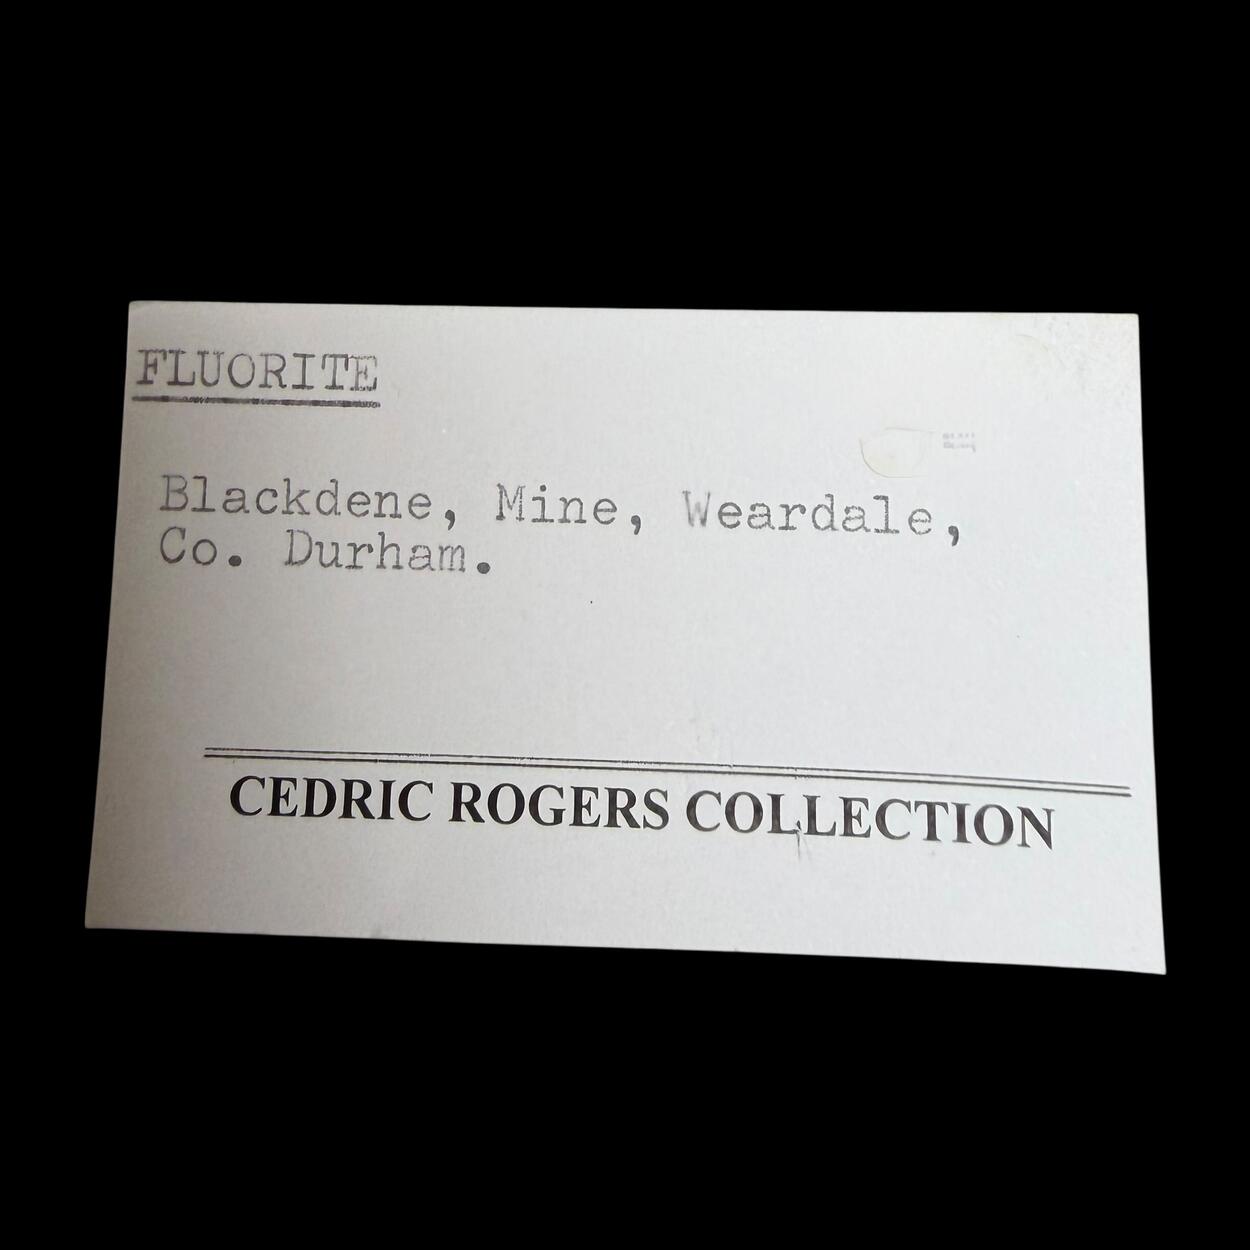 FLUORITE
Blackdene, Mine, Weardale,
Co. Durham.
CEDRIC ROGERS COLLECTION